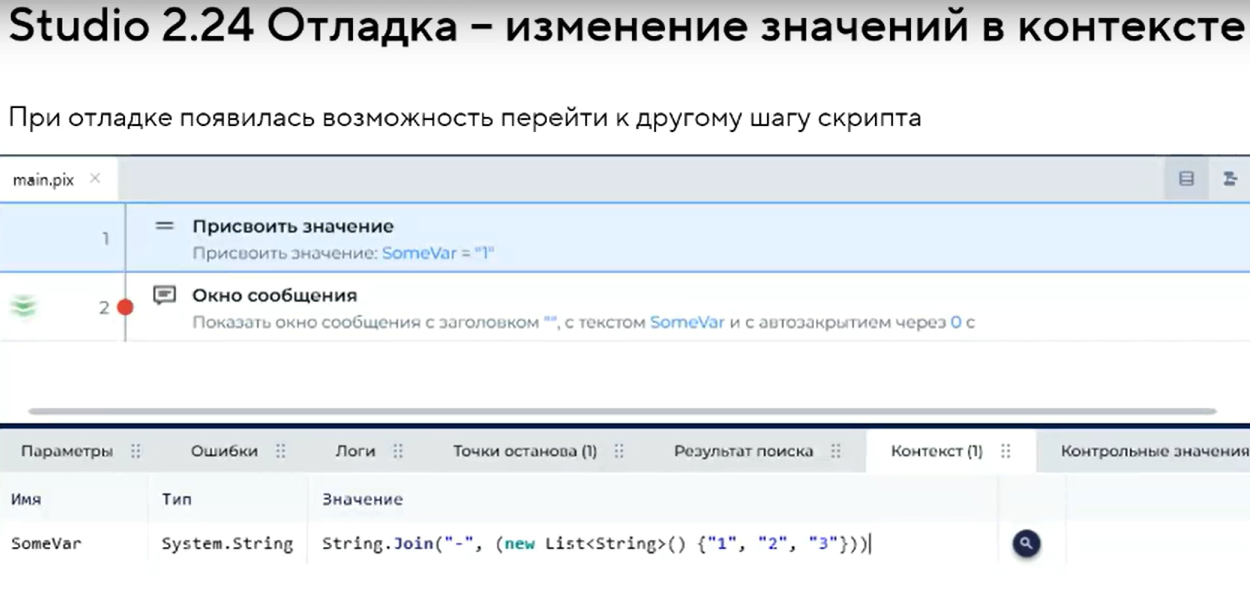 Studio 2.24 Отладка – изменение значений в контексте
При отладке появилась возможность перейти к другому шагу скрипта
main.pix ×
1 Присвоить значение
Присвоить значение: SomeVar = "1"
2 Окно сообщения
Показать окно сообщения с заголовком "", с текстом SomeVar и с автозакрытием через 0 с
Параметры Ошибки Логи Точки останова (1) Результат поиска Контекст (1) Контрольные значения
Имя Тип Значение
SomeVar System.String String.Join("-", (new List<String>() {"1", "2", "3"}))